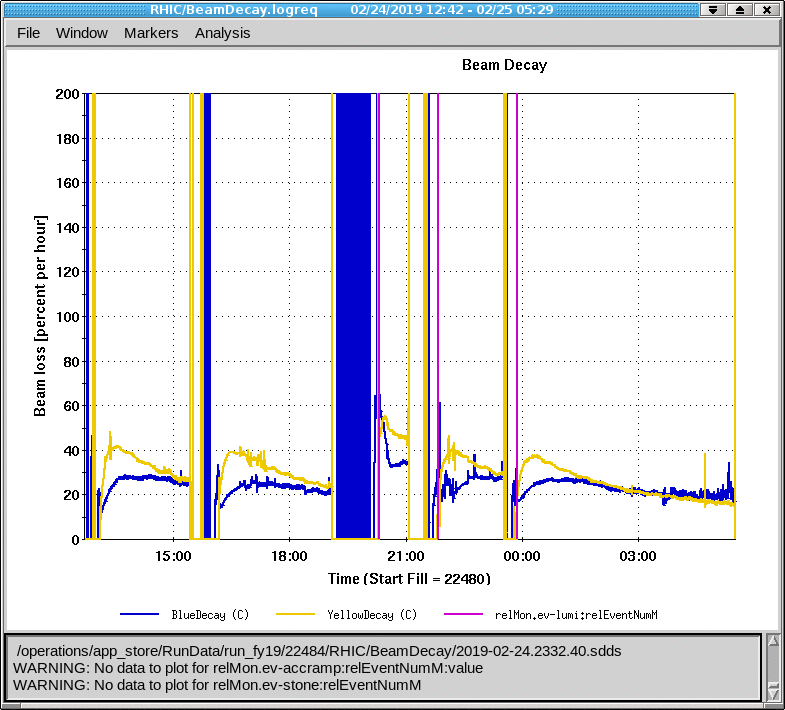 RHIC/BeamDecay.logreq 02/24/2019 12:42 - 02/25 05:29
File Window Markers Analysis
Beam Decay
200
180
160
140
120
100
80
60
40
20
0
Beam loss [percent per hour]
15:00 18:00 21:00 00:00 03:00
Time (Start Fill = 22480)
BlueDecay (C) YellowDecay (C) relMon.ev-lumi:relEventNumM
/operations/app_store/RunData/run_fy19/22484/RHIC/BeamDecay/2019-02-24.2332.40.sdds
WARNING: No data to plot for relMon.ev-accramp:relEventNumM:value
WARNING: No data to plot for relMon.ev-stone:relEventNumM